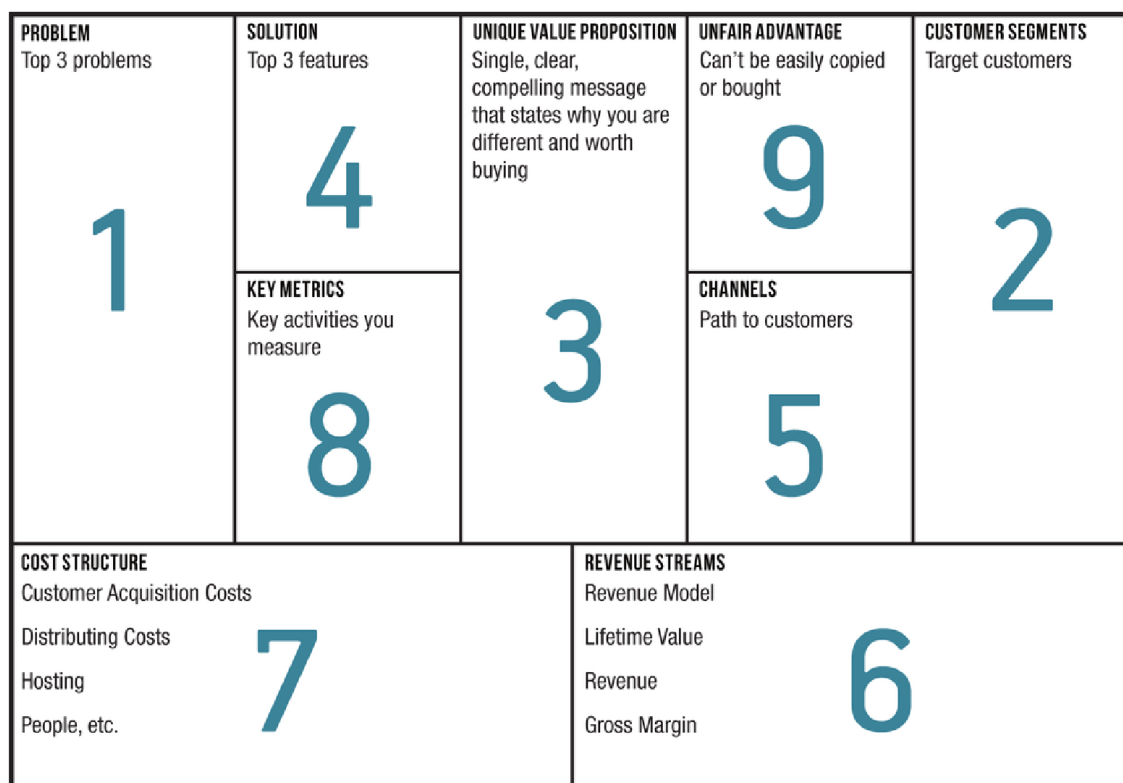 PROBLEM
Top 3 problems
1
SOLUTION
Top 3 features
4
KEY METRICS
Key activities you
measure
8
UNIQUE VALUE PROPOSITION
Single, clear,
compelling message
that states why you are
different and worth
buying
3
UNFAIR ADVANTAGE
Can't be easily copied
or bought
9
CHANNELS
Path to customers
5
CUSTOMER SEGMENTS
Target customers
2
COST STRUCTURE
Customer Acquisition Costs
Distributing Costs
Hosting
People, etc.
7
REVENUE STREAMS
Revenue Model
Lifetime Value
Revenue
Gross Margin
6